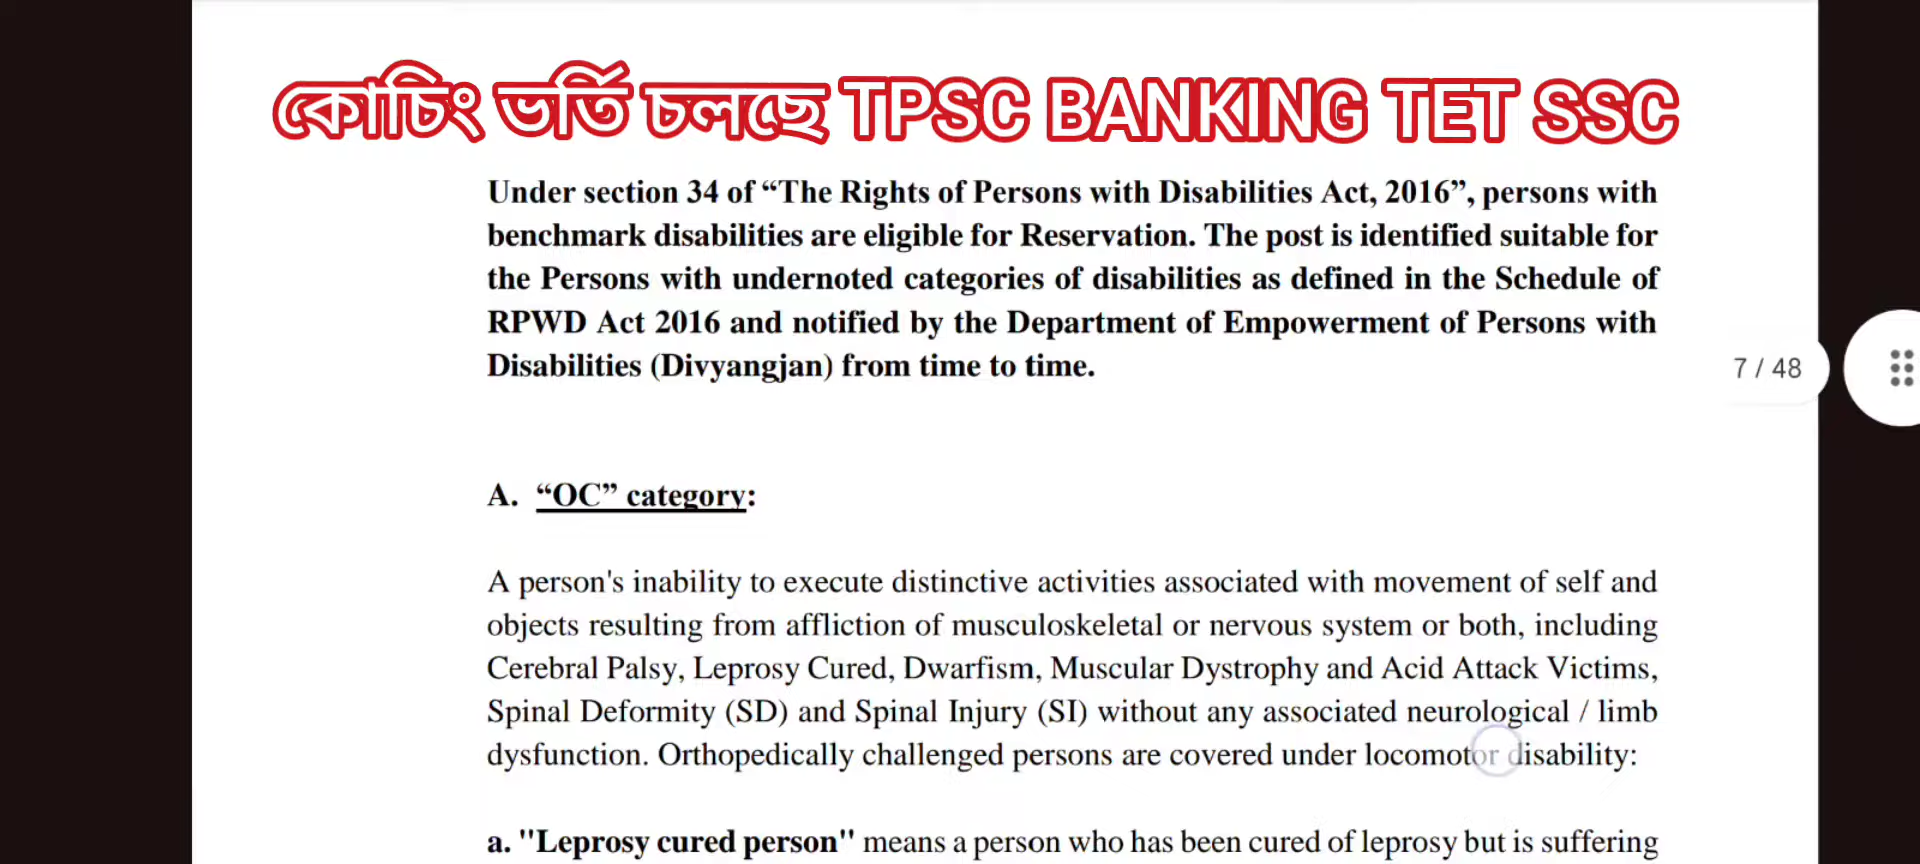 কোচিং ভর্তি চলছে TPSC BANKING TET SSC
Under section 34 of “The Rights of Persons with Disabilities Act, 2016”, persons with
benchmark disabilities are eligible for Reservation. The post is identified suitable for
the Persons with undernoted categories of disabilities as defined in the Schedule of
RPWD Act 2016 and notified by the Department of Empowerment of Persons with
Disabilities (Divyangjan) from time to time.
7 / 48
A. “OC” category:
A person's inability to execute distinctive activities associated with movement of self and
objects resulting from affliction of musculoskeletal or nervous system or both, including
Cerebral Palsy, Leprosy Cured, Dwarfism, Muscular Dystrophy and Acid Attack Victims,
Spinal Deformity (SD) and Spinal Injury (SI) without any associated neurological / limb
dysfunction. Orthopedically challenged persons are covered under locomotor disability:
a. "Leprosy cured person" means a person who has been cured of leprosy but is suffering